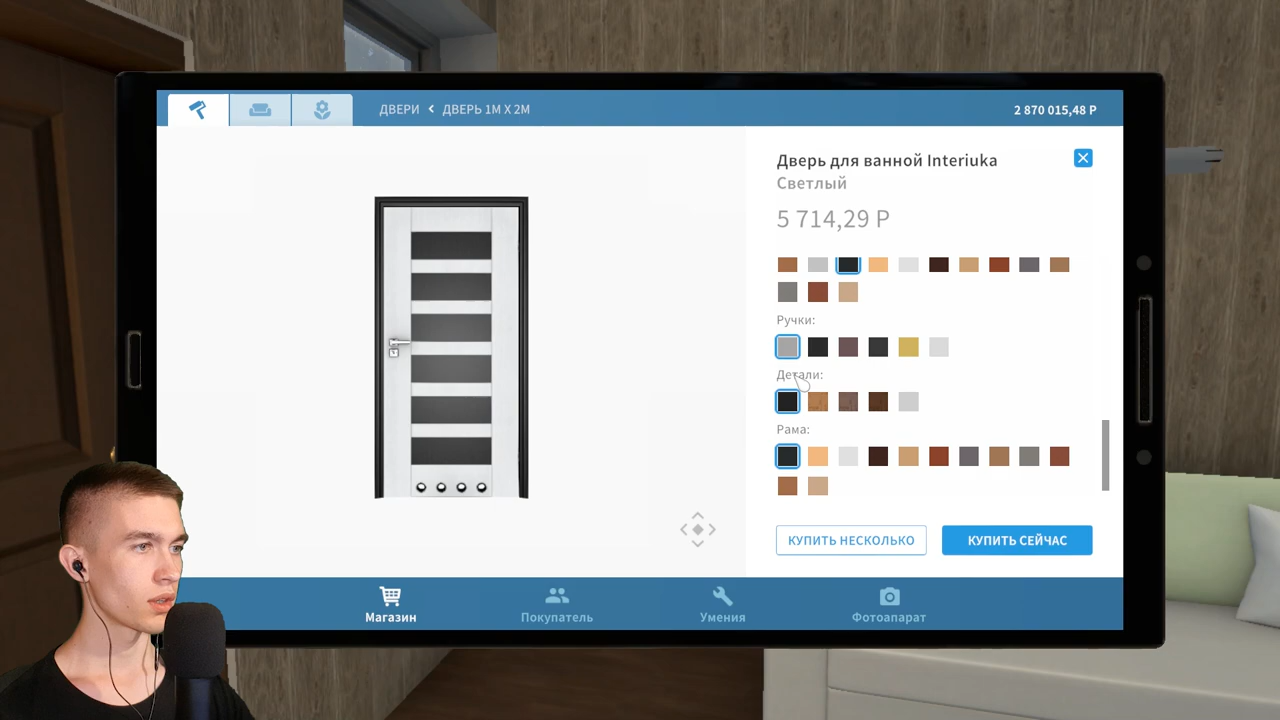 ДВЕРИ < ДВЕРЬ 1М X 2М
2 870 015,48 Р
Дверь для ванной Interiuka
Светлый
5 714,29 Р
Ручки:
Детали:
Рама:
КУПИТЬ НЕСКОЛЬКО
КУПИТЬ СЕЙЧАС
Магазин
Покупатель
Умения
Фотоапарат